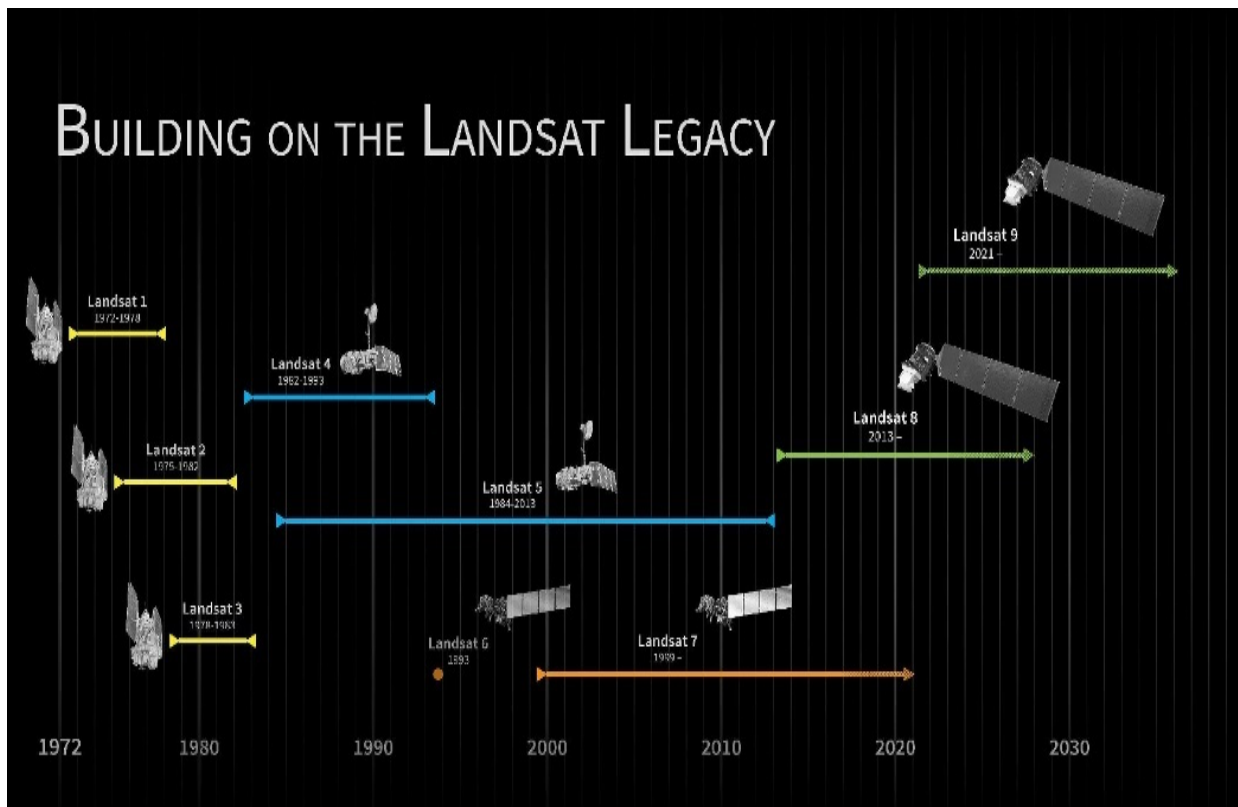 BUILDING ON THE LANDSAT LEGACY
Landsat 9
2021 –
Landsat 1
1972-1978
Landsat 4
1982-1993
Landsat 8
2013 –
Landsat 2
1975-1982
Landsat 5
1984-2013
Landsat 3
1978-1983
Landsat 6
1993
Landsat 7
1999 –
1972 1980 1990 2000 2010 2020 2030